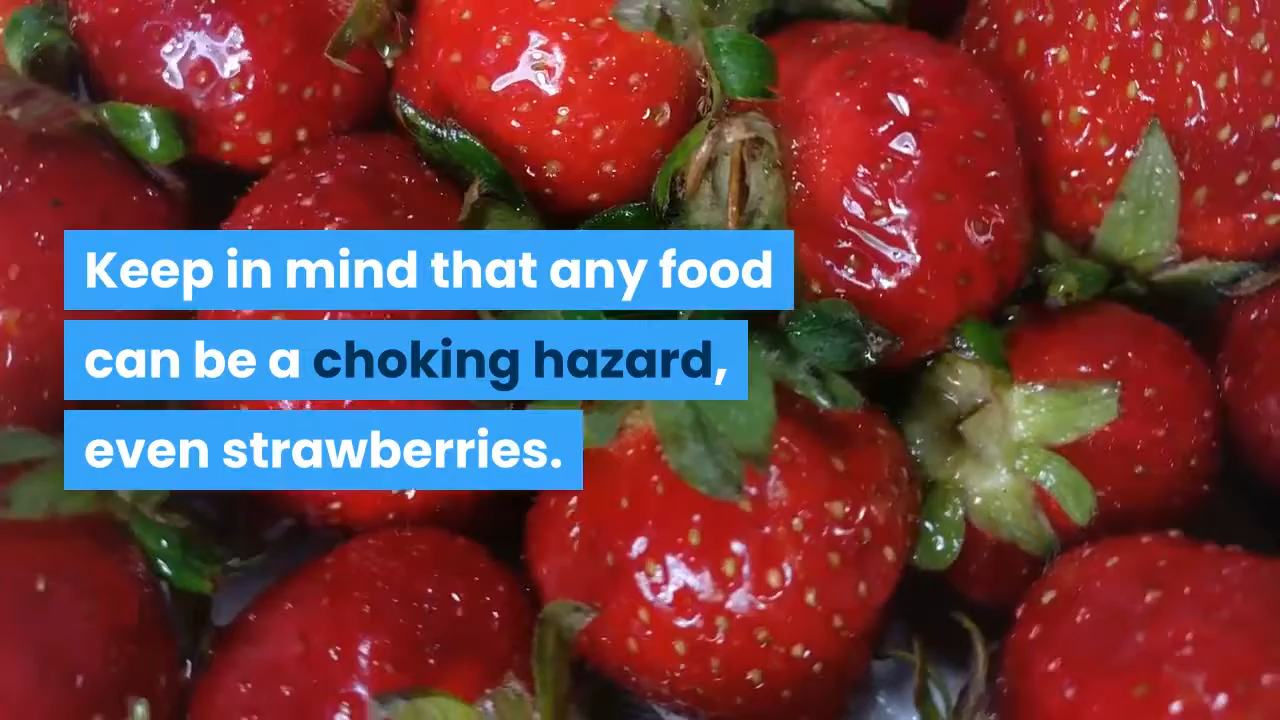 Keep in mind that any food
can be a choking hazard,
even strawberries.